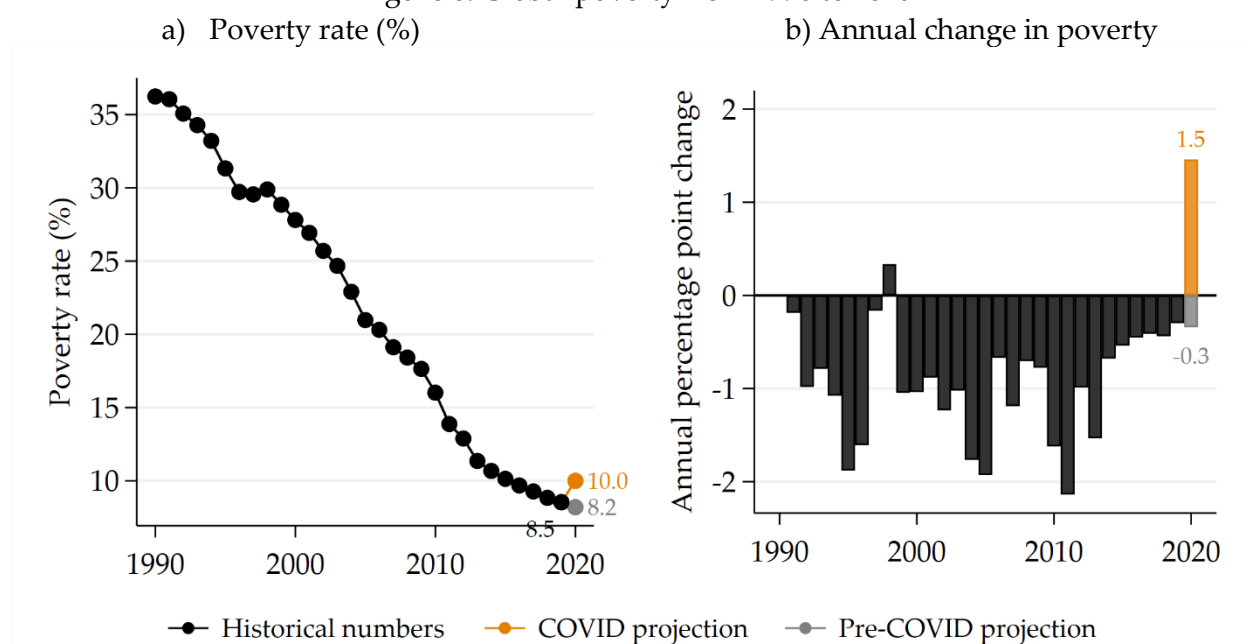 a) Poverty rate (%)
b) Annual change in poverty
Poverty rate (%)
35
30
25
20
15
10
10.0
8.2
8.5
1990 2000 2010 2020
Annual percentage point change
2
1
0
-1
-2
1.5
-0.3
1990 2000 2010 2020
Historical numbers COVID projection Pre-COVID projection